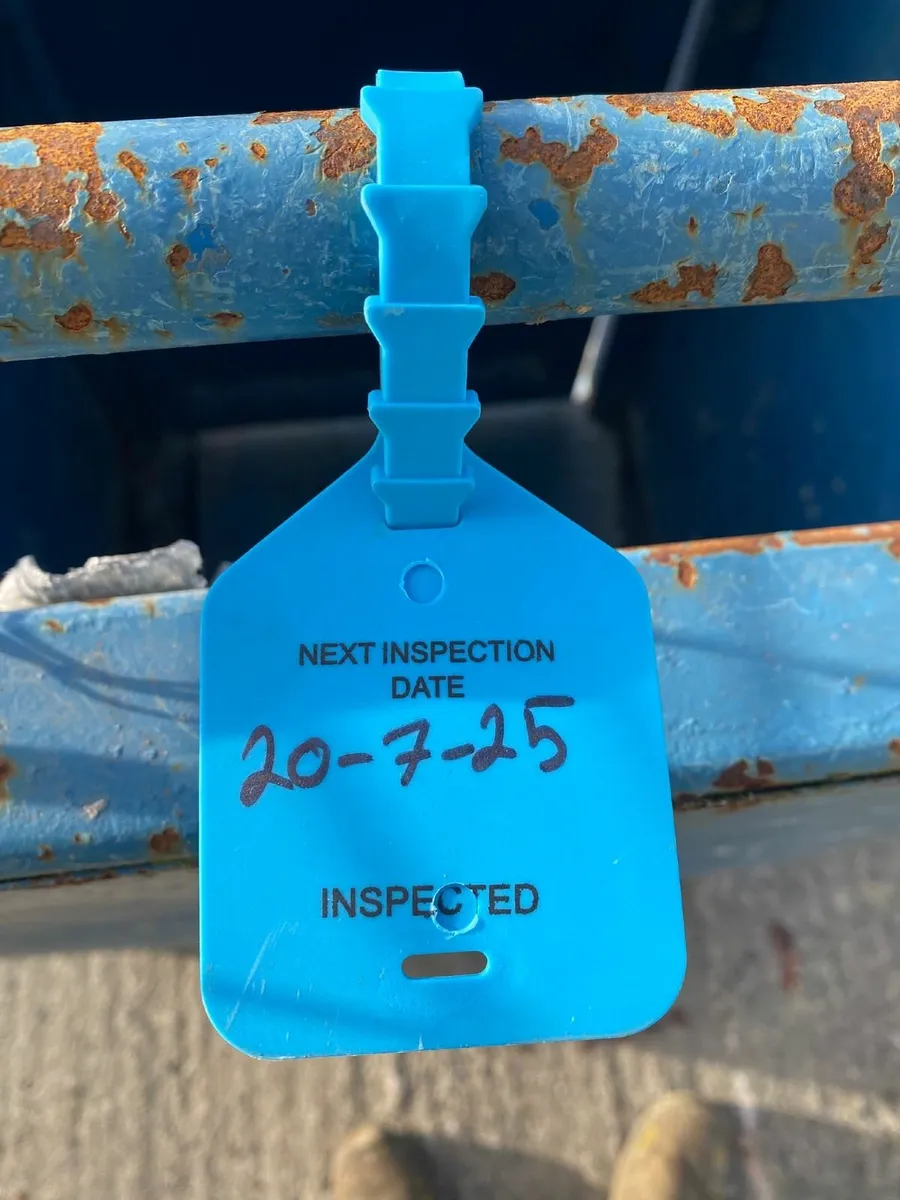 NEXT INSPECTION
DATE
20-7-25
INSPECTED